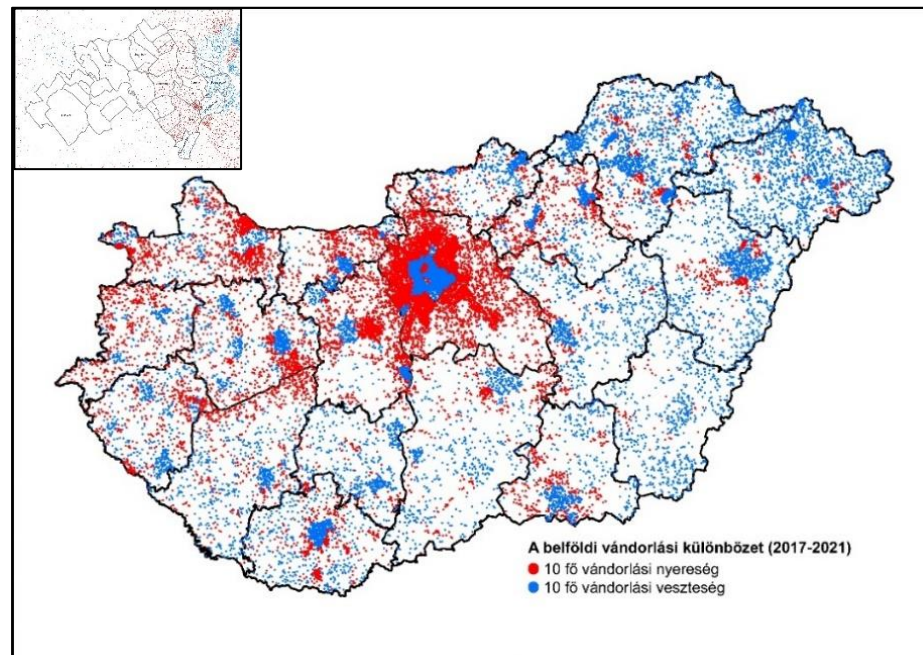 A belföldi vándorlási különbözet (2017-2021)
10 fő vándorlási nyereség
10 fő vándorlási veszteség